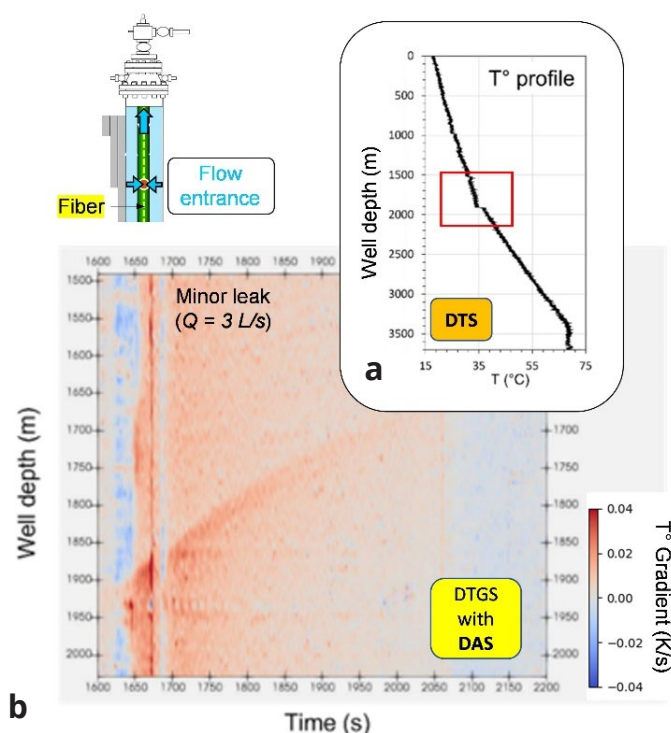 a
Flow
entrance
Fiber
T° profile
0
500
1000
1500
2000
2500
3000
3500
Well depth (m)
DTS
a
15 35 55 75
T (°C)
1600 1650 1700 1750 1800 1850 1900
Minor leak
(Q = 3 L/s)
1500
1550
1600
1650
1700
1750
1800
1850
1900
1950
2000
Well depth (m)
1700
1750
1800
1850
1900
1950
2000
DTGS
with
DAS
1600 1650 1700 1750 1800 1850 1900 1950 2000 2050 2100 2150 2200
Time (s)
0.04
0.02
0.00
−0.02
−0.04
T° Gradient (K/s)
b